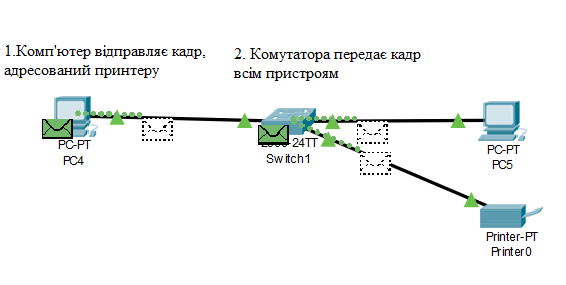 1.Комп'ютер відправляє кадр,
адресований принтеру
2. Комутатора передає кадр
всім пристроям
PC-PT
PC4
24TT
Switch1
PC-PT
PC5
Printer-PT
Printer0